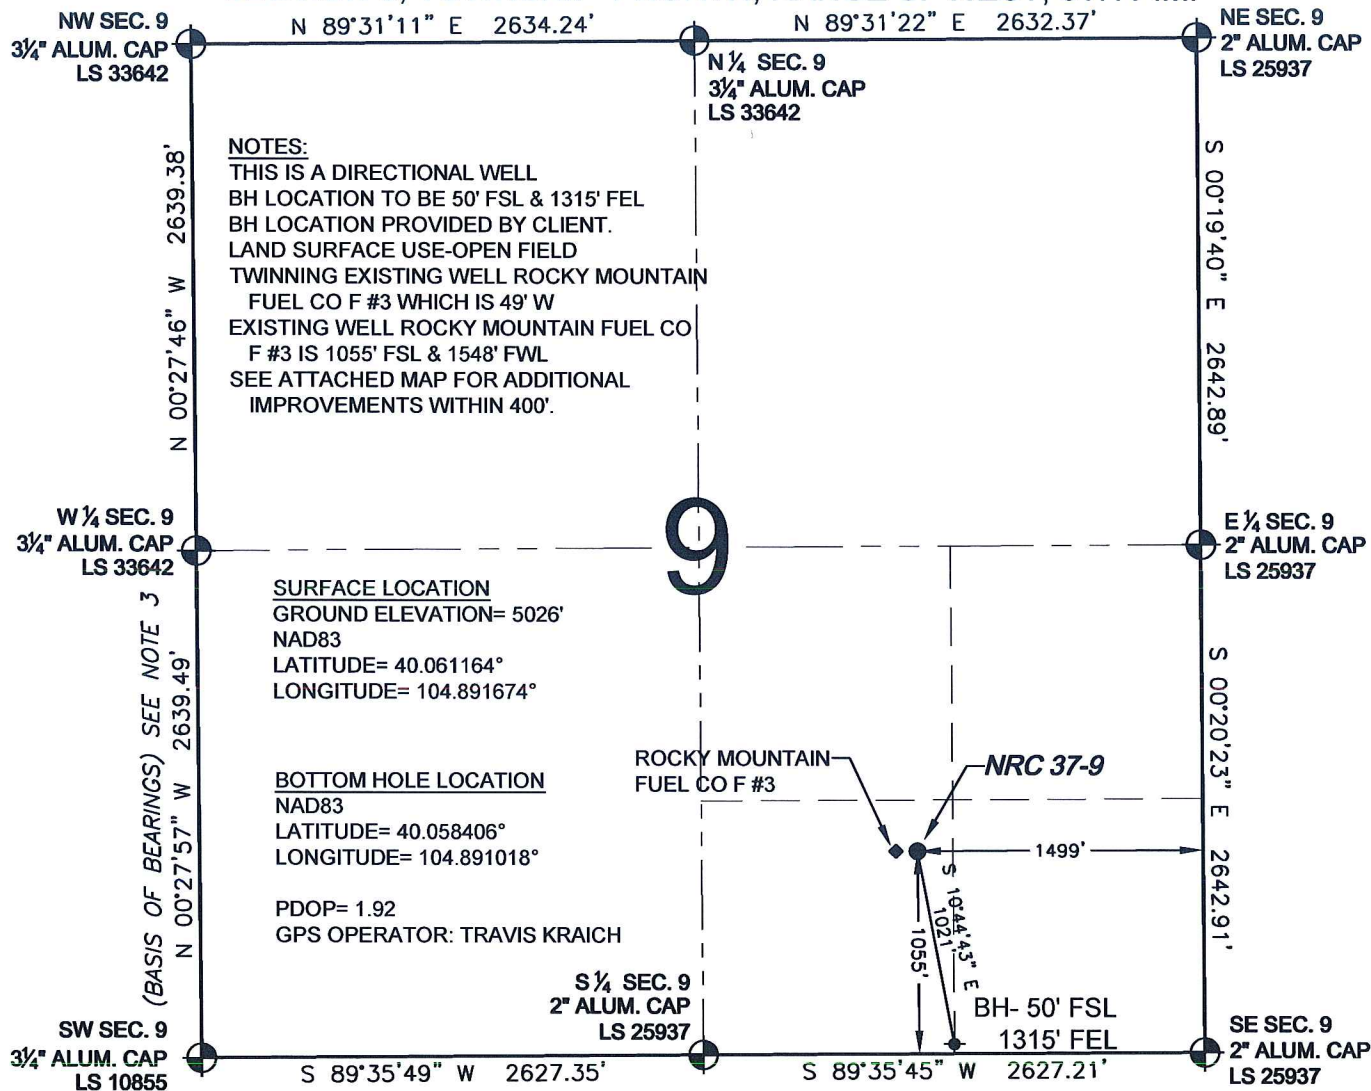 N 89°31'11" E 2634.24'
N 89°31'22" E 2632.37'
NW SEC. 9
3¼" ALUM. CAP
LS 33642
N ¼ SEC. 9
3¼" ALUM. CAP
LS 33642
NE SEC. 9
2" ALUM. CAP
LS 25937
NOTES:
THIS IS A DIRECTIONAL WELL
BH LOCATION TO BE 50' FSL & 1315' FEL
BH LOCATION PROVIDED BY CLIENT.
LAND SURFACE USE-OPEN FIELD
TWINNING EXISTING WELL ROCKY MOUNTAIN
FUEL CO F #3 WHICH IS 49' W
EXISTING WELL ROCKY MOUNTAIN FUEL CO
F #3 IS 1055' FSL & 1548' FWL
SEE ATTACHED MAP FOR ADDITIONAL
IMPROVEMENTS WITHIN 400'.
N 00°27'46" W 2639.38'
S 00°19'40" E 2642.89'
W ¼ SEC. 9
3¼" ALUM. CAP
LS 33642
9
E ¼ SEC. 9
2" ALUM. CAP
LS 25937
SURFACE LOCATION
GROUND ELEVATION= 5026'
NAD83
LATITUDE= 40.061164°
LONGITUDE= 104.891674°
BOTTOM HOLE LOCATION
NAD83
LATITUDE= 40.058406°
LONGITUDE= 104.891018°
PDOP= 1.92
GPS OPERATOR: TRAVIS KRAICH
(BASIS OF BEARINGS) SEE NOTE 3
N 00°27'57" W 2639.49'
S 00°20'23" E 2642.91'
ROCKY MOUNTAIN
FUEL CO F #3
NRC 37-9
1499'
1055'
S 10°44'43" E
1021'
BH- 50' FSL
1315' FEL
S ¼ SEC. 9
2" ALUM. CAP
LS 25937
SW SEC. 9
3¼" ALUM. CAP
LS 10855
SE SEC. 9
2" ALUM. CAP
LS 25937
S 89°35'49" W 2627.35'
S 89°35'45" W 2627.21'